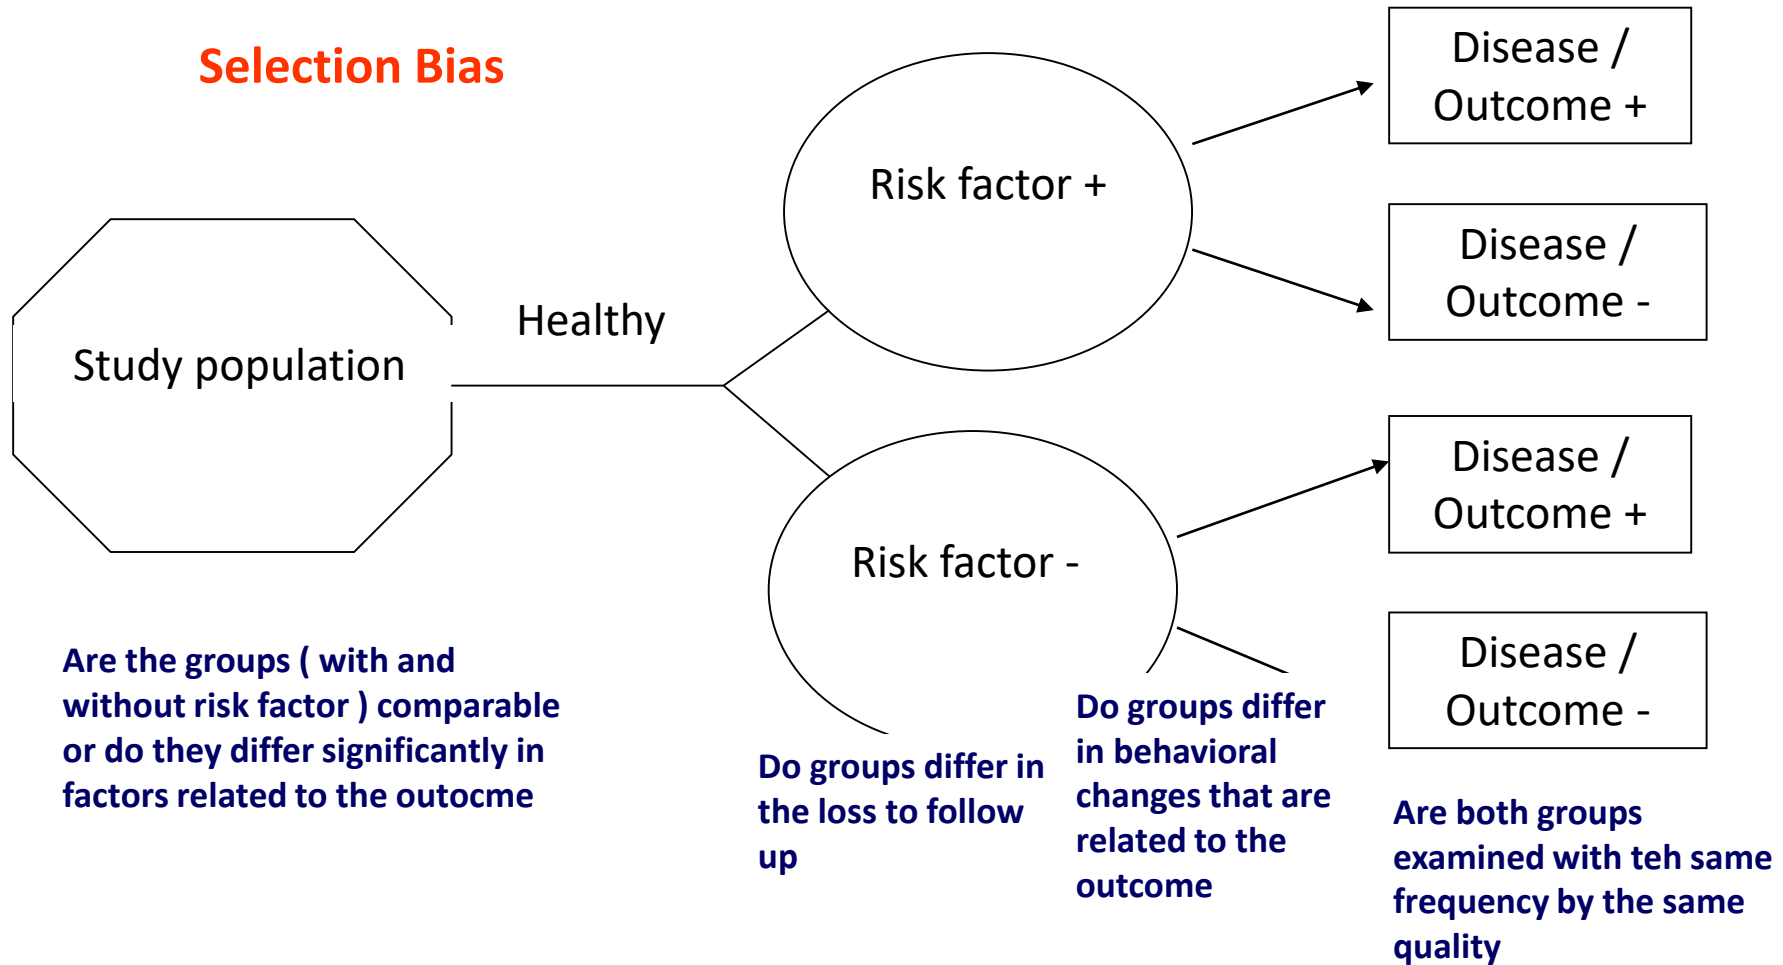 Selection Bias
Disease /
Outcome +
Risk factor +
Disease /
Outcome -
Healthy
Study population
Disease /
Outcome +
Risk factor -
Disease /
Outcome -
Are the groups ( with and
without risk factor ) comparable
or do they differ significantly in
factors related to the outocme
Do groups differ in
the loss to follow
up
Do groups differ
in behavioral
changes that are
related to the
outcome
Are both groups
examined with teh same
frequency by the same
quality